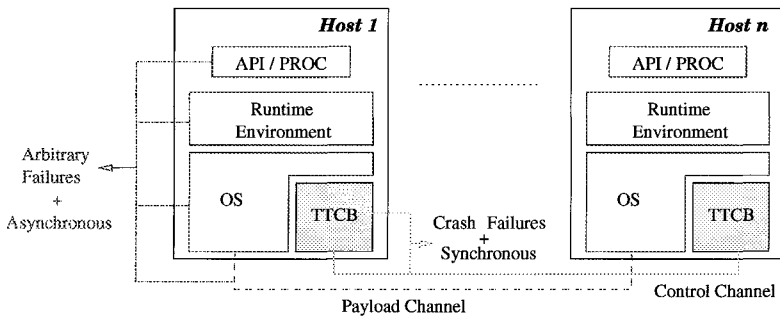 Host 1
Host n
API / PROC
API / PROC
Runtime
Environment
Runtime
Environment
Arbitrary
Failures
+
Asynchronous
OS
TTCB
Crash Failures
+
Synchronous
OS
TTCB
Payload Channel
Control Channel